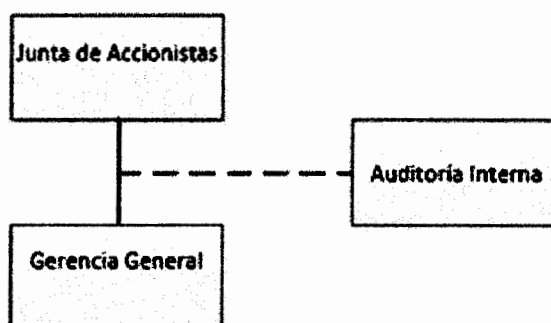 Junta de Accionistas
Auditoría Interna
Gerencia General